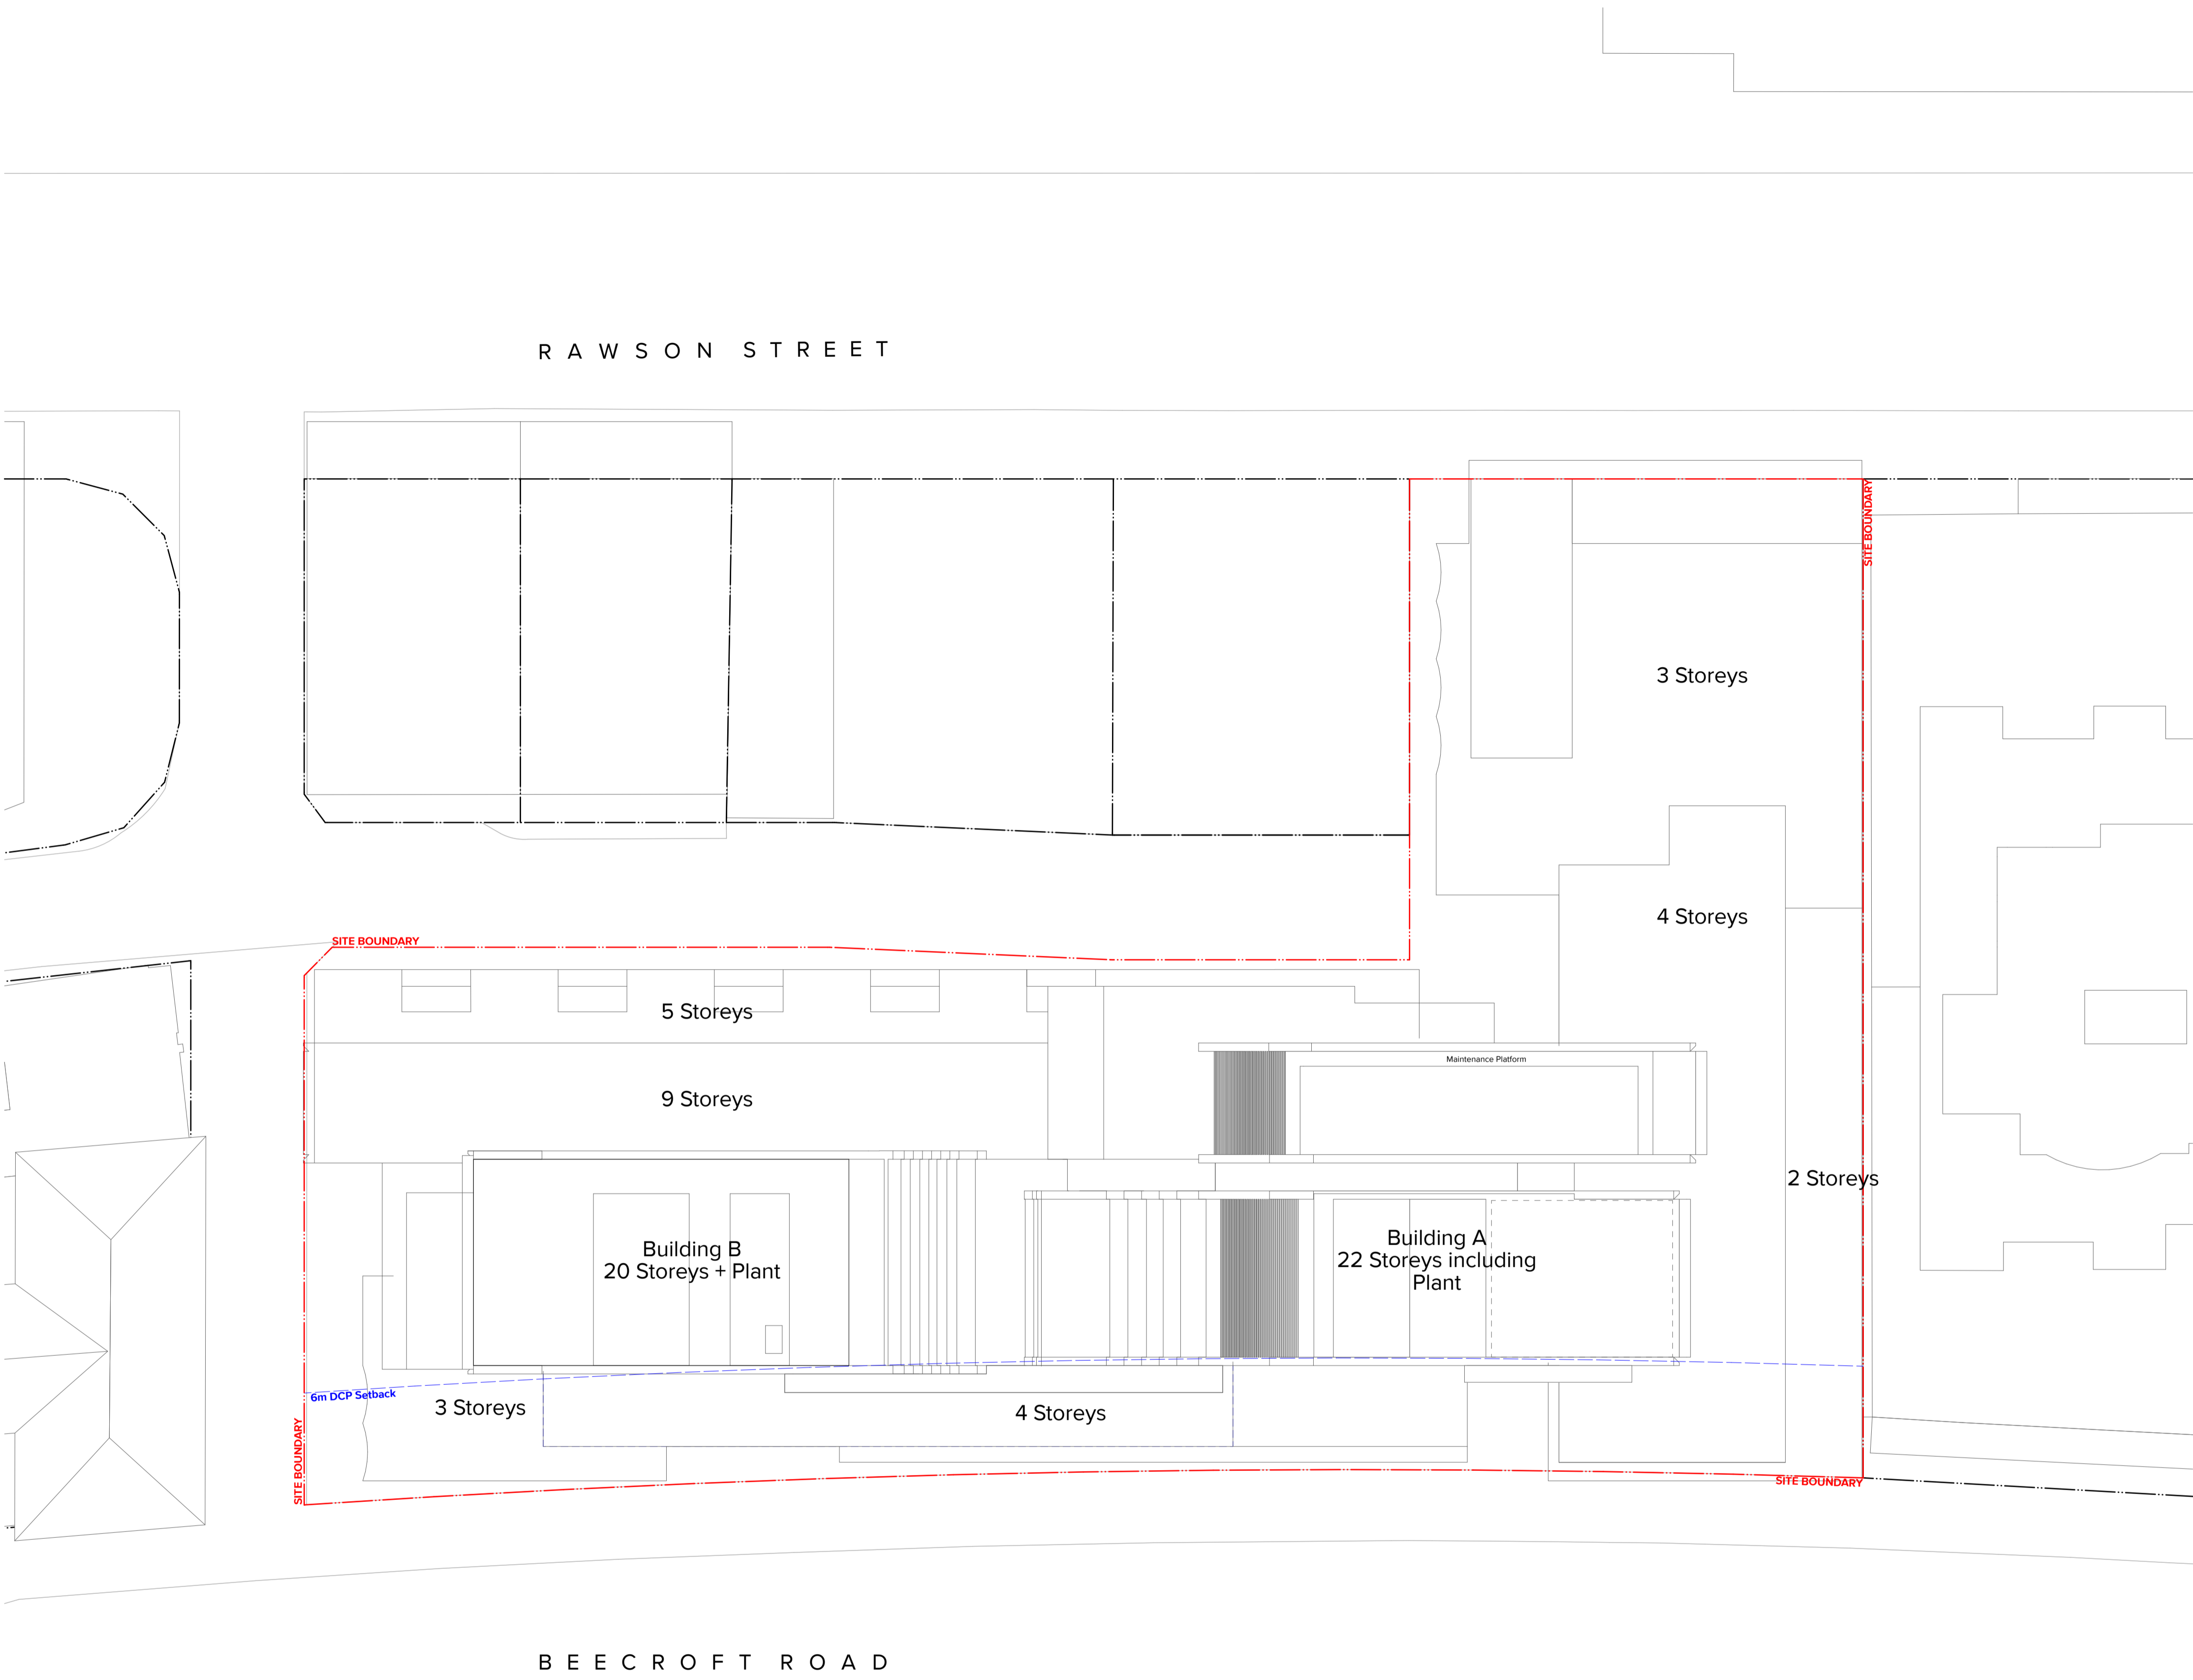 RAWSON STREET
SITE BOUNDARY
3 Storeys
4 Storeys
SITE BOUNDARY
5 Storeys
Maintenance Platform
9 Storeys
2 Storeys
Building B
20 Storeys + Plant
Building A
22 Storeys including
Plant
6m DCP Setback
3 Storeys
4 Storeys
SITE BOUNDARY
SITE BOUNDARY
BEECROFT ROAD